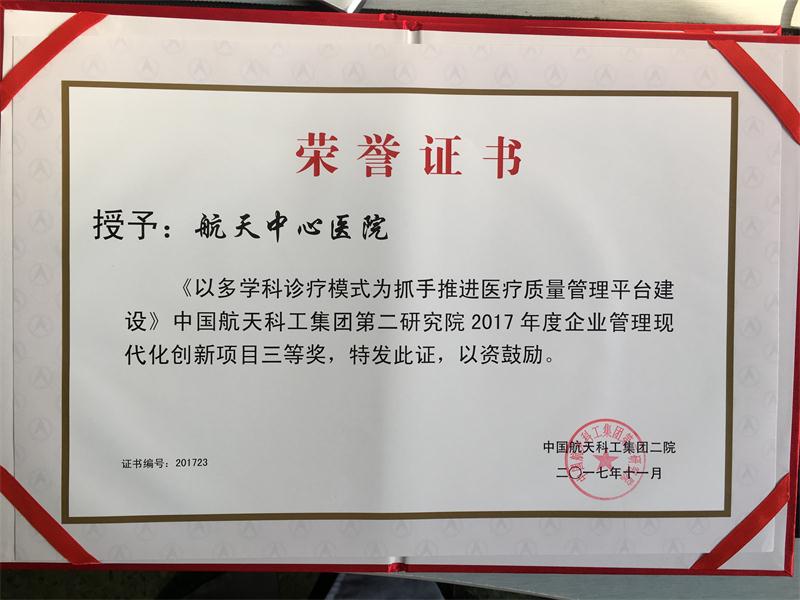 荣誉证书
授予：航天中心医院
《以多学科诊疗模式为抓手推进医疗质量管理平台建
设》中国航天科工集团第二研究院2017年度企业管理现
代化创新项目三等奖，特发此证，以资鼓励。
中国航天科工集团二院
证书编号：201723
二〇一七年十一月